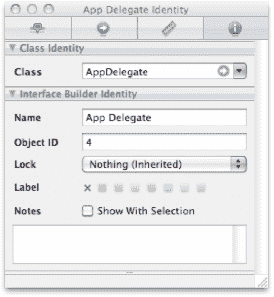 App Delegate Identity
Class Identity
Class AppDelegate
Interface Builder Identity
Name App Delegate
Object ID 4
Lock Nothing (Inherited)
Label
Notes Show With Selection